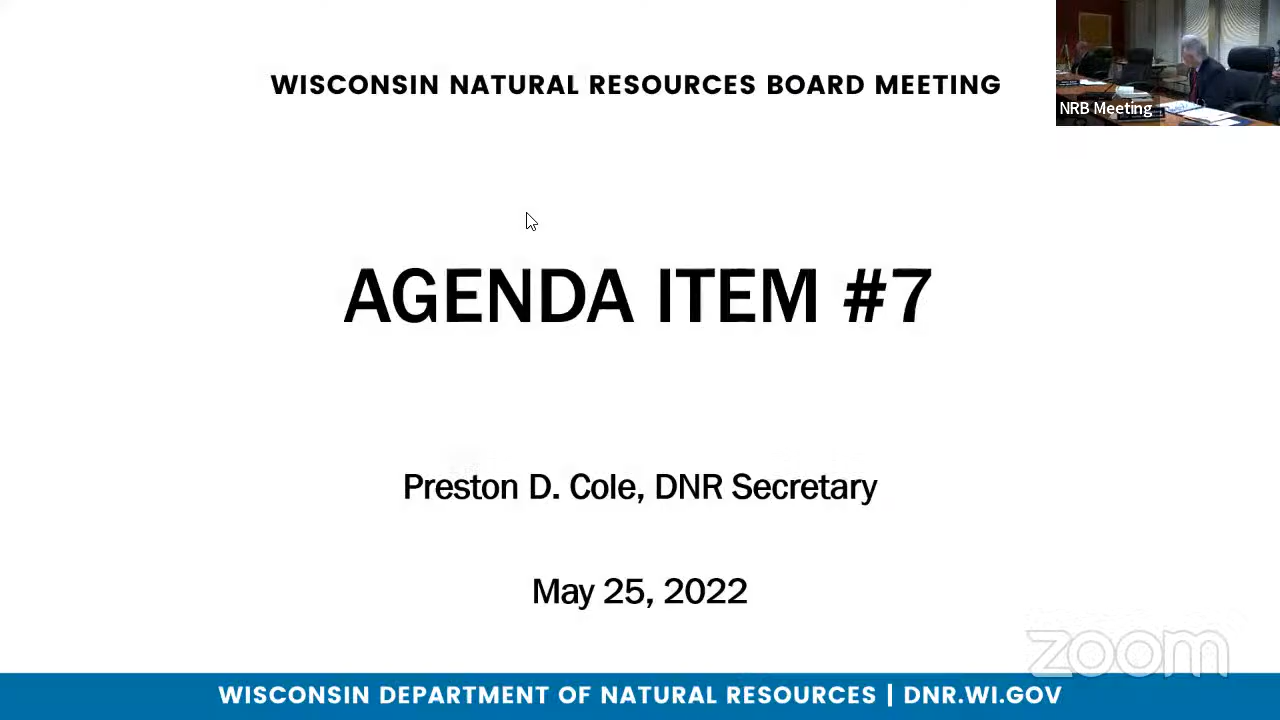 WISCONSIN NATURAL RESOURCES BOARD MEETING
NRB Meeting
AGENDA ITEM #7
Preston D. Cole, DNR Secretary
May 25, 2022
zoom
WISCONSIN DEPARTMENT OF NATURAL RESOURCES | DNR.WI.GOV